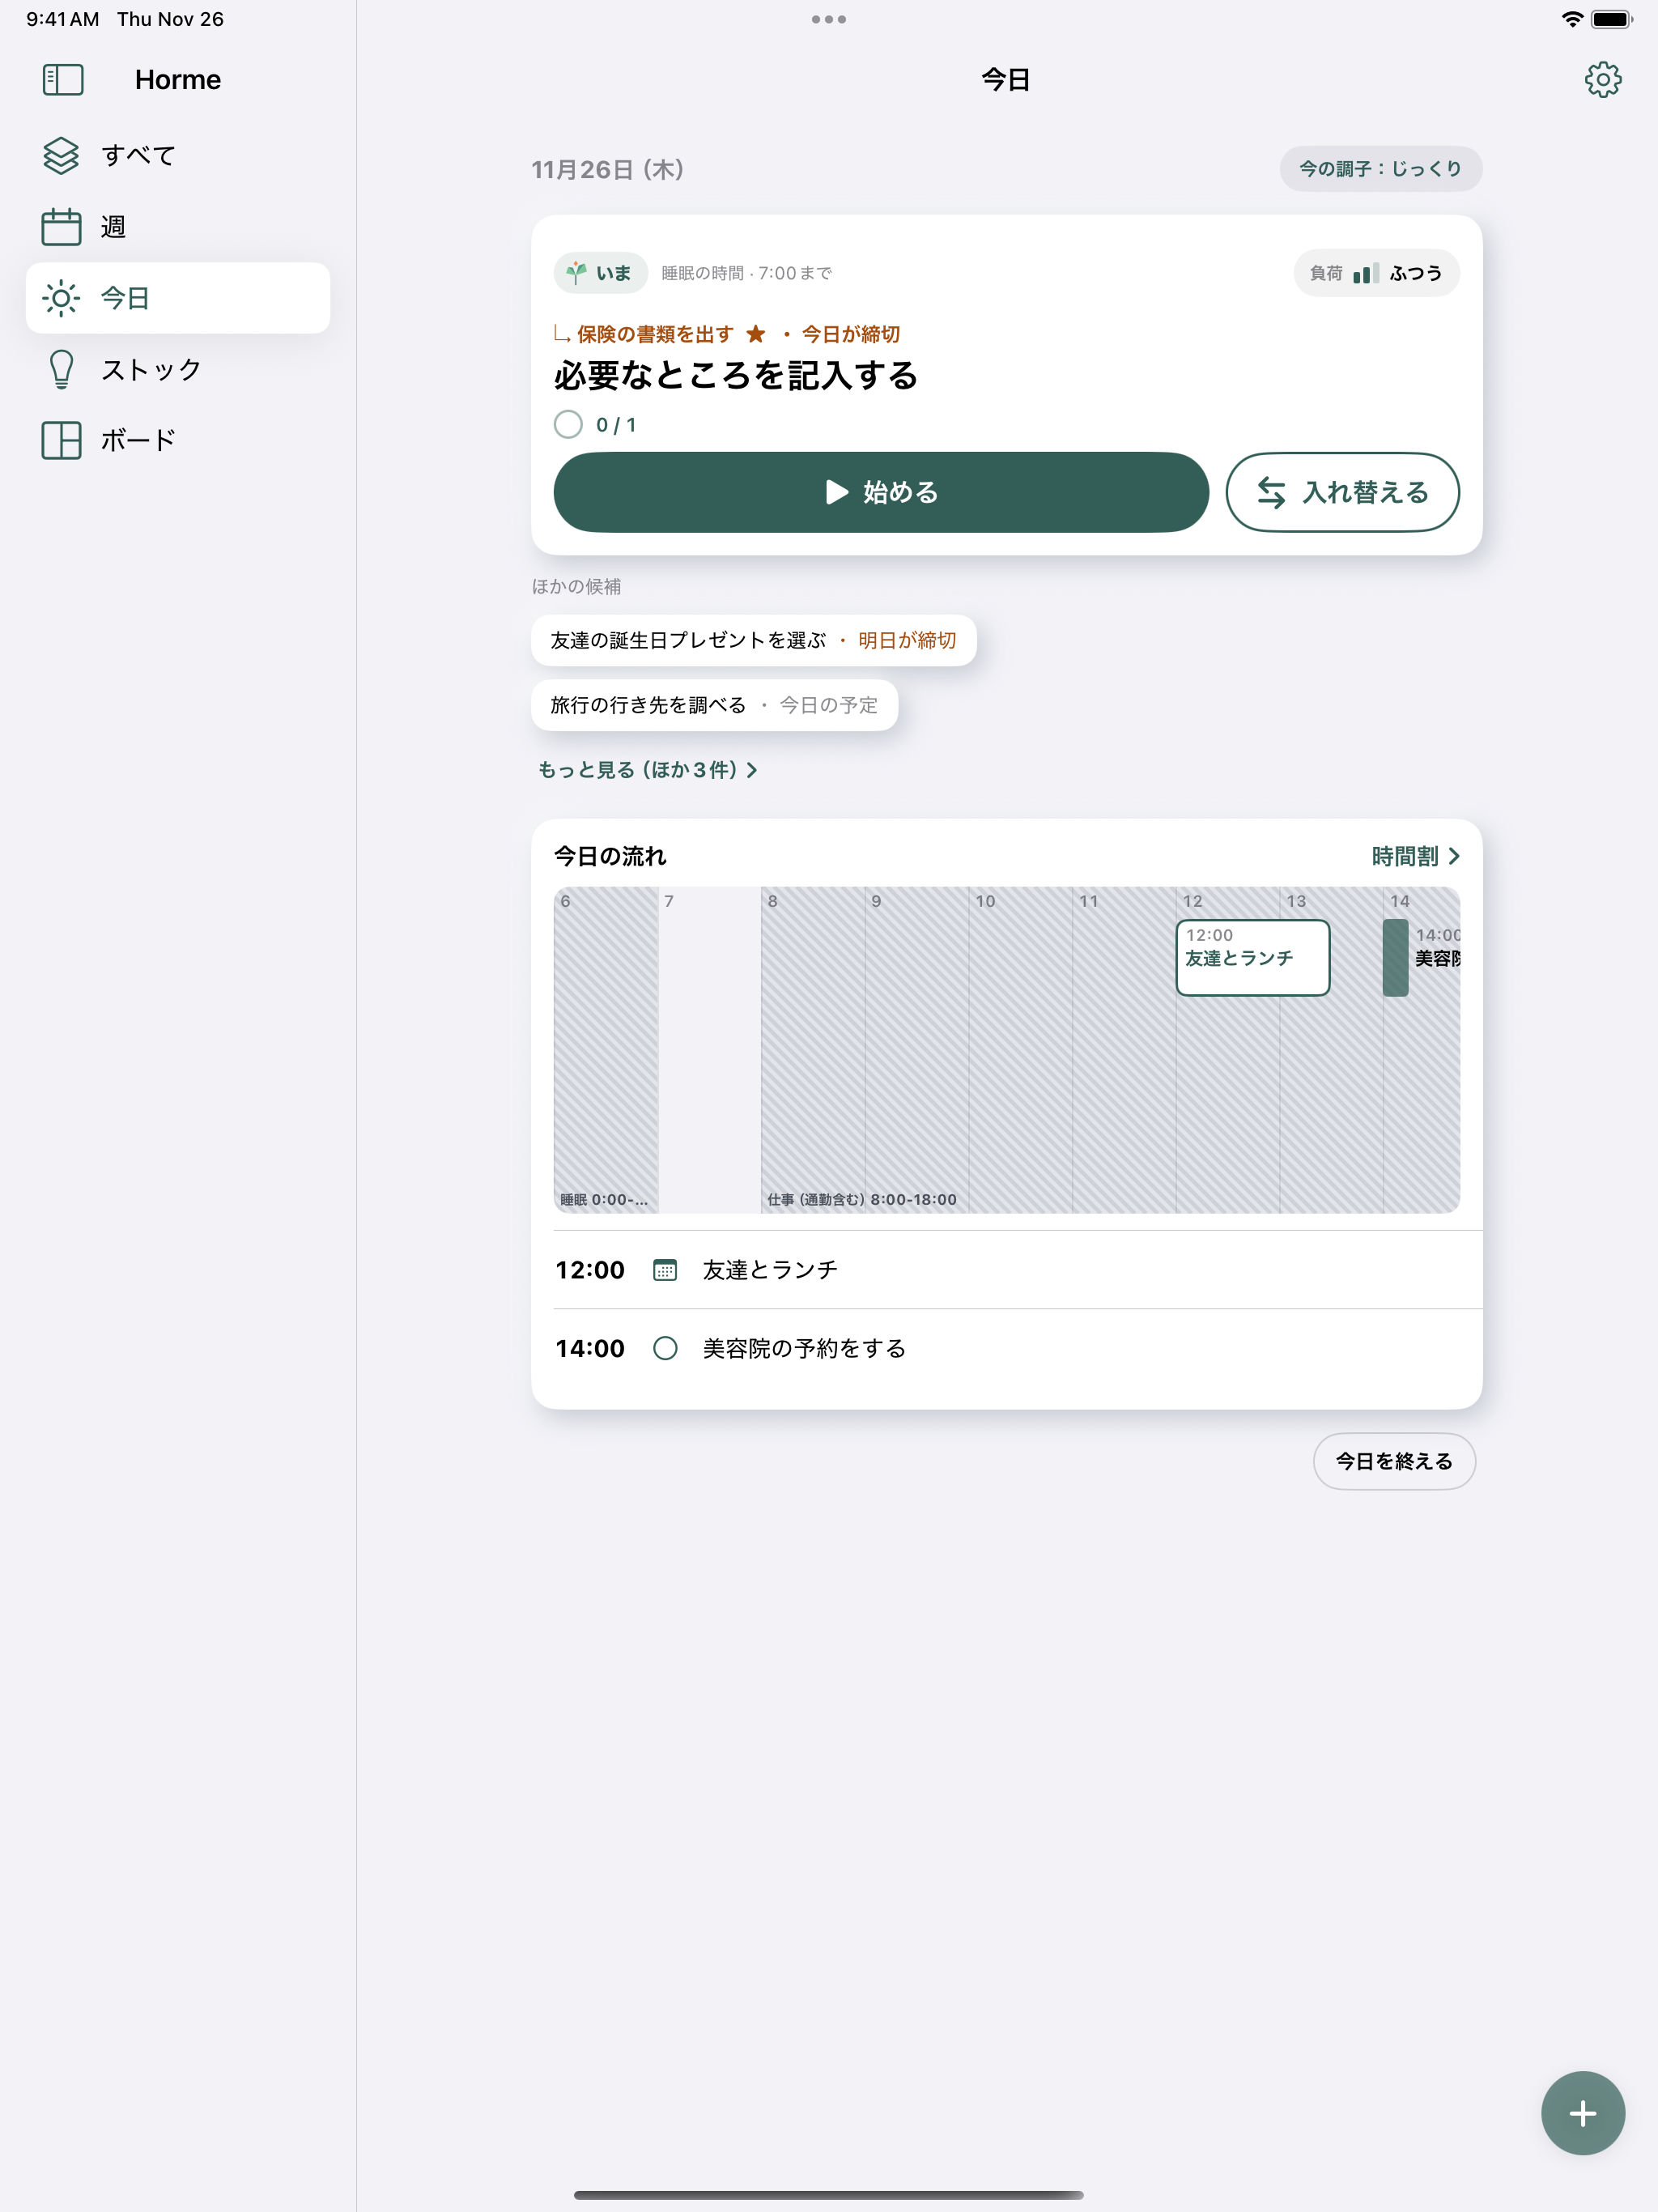 9:41 AM Thu Nov 26
Horme
すべて
週
今日
ストック
ボード
今日
11月26日（木）
今の調子：じっくり
いま
睡眠の時間 · 7:00まで
負荷 ふつう
保険の書類を出す ★ ・ 今日が締切
必要なところを記入する
0 / 1
始める
入れ替える
ほかの候補
友達の誕生日プレゼントを選ぶ ・ 明日が締切
旅行の行き先を調べる ・ 今日の予定
もっと見る（ほか3件）
今日の流れ
時間割
6 7 8 9 10 11 12 13 14
12:00
友達とランチ
14:00
美容院
睡眠 0:00-...
仕事（通勤含む）8:00-18:00
12:00 友達とランチ
14:00 美容院の予約をする
今日を終える